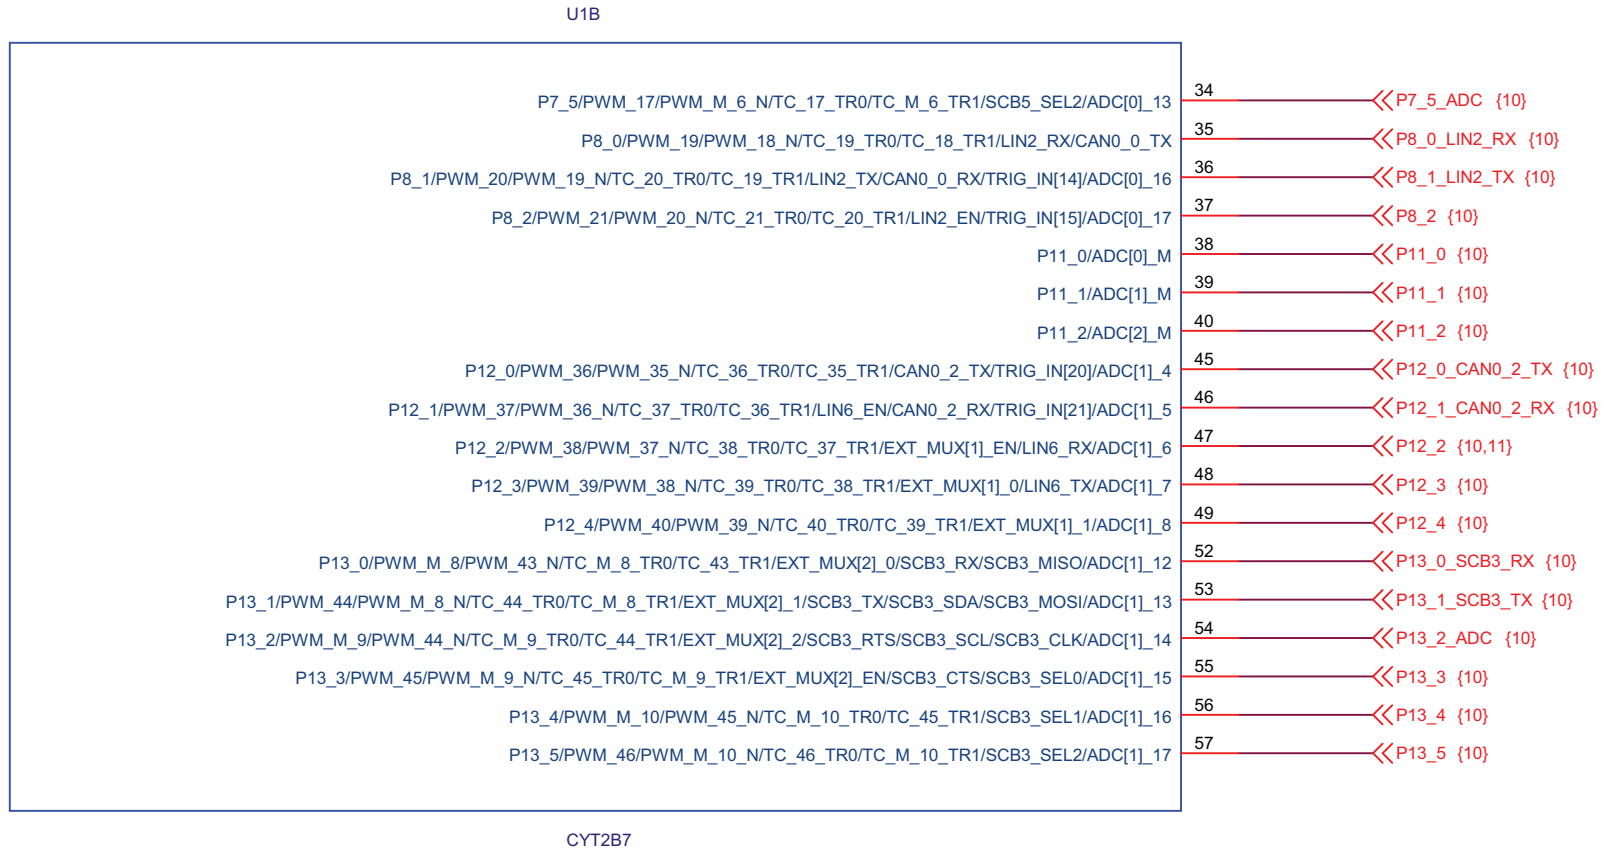 U1B
P7_5/PWM_17/PWM_M_6_N/TC_17_TR0/TC_M_6_TR1/SCB5_SEL2/ADC[0]_13 34 P7_5_ADC {10}
P8_0/PWM_19/PWM_18_N/TC_19_TR0/TC_18_TR1/LIN2_RX/CAN0_0_TX 35 P8_0_LIN2_RX {10}
P8_1/PWM_20/PWM_19_N/TC_20_TR0/TC_19_TR1/LIN2_TX/CAN0_0_RX/TRIG_IN[14]/ADC[0]_16 36 P8_1_LIN2_TX {10}
P8_2/PWM_21/PWM_20_N/TC_21_TR0/TC_20_TR1/LIN2_EN/TRIG_IN[15]/ADC[0]_17 37 P8_2 {10}
P11_0/ADC[0]_M 38 P11_0 {10}
P11_1/ADC[1]_M 39 P11_1 {10}
P11_2/ADC[2]_M 40 P11_2 {10}
P12_0/PWM_36/PWM_35_N/TC_36_TR0/TC_35_TR1/CAN0_2_TX/TRIG_IN[20]/ADC[1]_4 45 P12_0_CAN0_2_TX {10}
P12_1/PWM_37/PWM_36_N/TC_37_TR0/TC_36_TR1/LIN6_EN/CAN0_2_RX/TRIG_IN[21]/ADC[1]_5 46 P12_1_CAN0_2_RX {10}
P12_2/PWM_38/PWM_37_N/TC_38_TR0/TC_37_TR1/EXT_MUX[1]_EN/LIN6_RX/ADC[1]_6 47 P12_2 {10,11}
P12_3/PWM_39/PWM_38_N/TC_39_TR0/TC_38_TR1/EXT_MUX[1]_0/LIN6_TX/ADC[1]_7 48 P12_3 {10}
P12_4/PWM_40/PWM_39_N/TC_40_TR0/TC_39_TR1/EXT_MUX[1]_1/ADC[1]_8 49 P12_4 {10}
P13_0/PWM_M_8/PWM_43_N/TC_M_8_TR0/TC_43_TR1/EXT_MUX[2]_0/SCB3_RX/SCB3_MISO/ADC[1]_12 52 P13_0_SCB3_RX {10}
P13_1/PWM_44/PWM_M_8_N/TC_44_TR0/TC_M_8_TR1/EXT_MUX[2]_1/SCB3_TX/SCB3_SDA/SCB3_MOSI/ADC[1]_13 53 P13_1_SCB3_TX {10}
P13_2/PWM_M_9/PWM_44_N/TC_M_9_TR0/TC_44_TR1/EXT_MUX[2]_2/SCB3_RTS/SCB3_SCL/SCB3_CLK/ADC[1]_14 54 P13_2_ADC {10}
P13_3/PWM_45/PWM_M_9_N/TC_45_TR0/TC_M_9_TR1/EXT_MUX[2]_EN/SCB3_CTS/SCB3_SEL0/ADC[1]_15 55 P13_3 {10}
P13_4/PWM_M_10/PWM_45_N/TC_M_10_TR0/TC_45_TR1/SCB3_SEL1/ADC[1]_16 56 P13_4 {10}
P13_5/PWM_46/PWM_M_10_N/TC_46_TR0/TC_M_10_TR1/SCB3_SEL2/ADC[1]_17 57 P13_5 {10}
CYT2B7